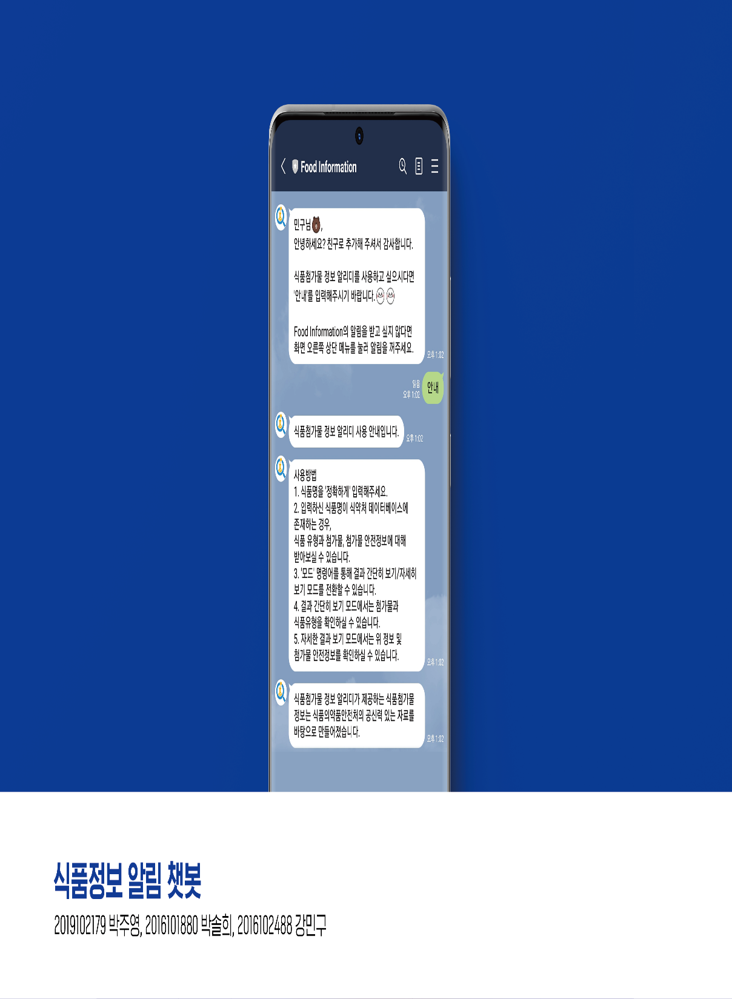 Food Information
민구님,
안녕하세요? 친구로 추가해 주셔서 감사합니다.
식품첨가물 정보 알리디를 사용하고 싶으시다면
'안내'를 입력해주시기 바랍니다.
Food Information의 알림을 받고 싶지 않다면
화면 오른쪽 상단 메뉴를 눌러 알림을 꺼주세요.
오후 1:02
읽음
오후 1:02
안내
식품첨가물 정보 알리디 사용 안내입니다.
오후 1:02
사용방법
1. 식품명을 '정확하게' 입력해주세요.
2. 입력하신 식품명이 식약처 데이터베이스에
존재하는 경우,
식품 유형과 첨가물, 첨가물 안전정보에 대해
받아보실 수 있습니다.
3. '모드' 명령어를 통해 결과 간단히 보기/자세히
보기 모드를 전환할 수 있습니다.
4. 결과 간단히 보기 모드에서는 첨가물과
식품유형을 확인하실 수 있습니다.
5. 자세한 결과 보기 모드에서는 위 정보 및
첨가물 안전정보를 확인하실 수 있습니다.
오후 1:02
식품첨가물 정보 알리디가 제공하는 식품첨가물
정보는 식품의약품안전처의 공신력 있는 자료를
바탕으로 만들어졌습니다.
오후 1:02
식품정보 알림 챗봇
2019102179 박주영, 2016101880 박솔희, 2016102488 강민구